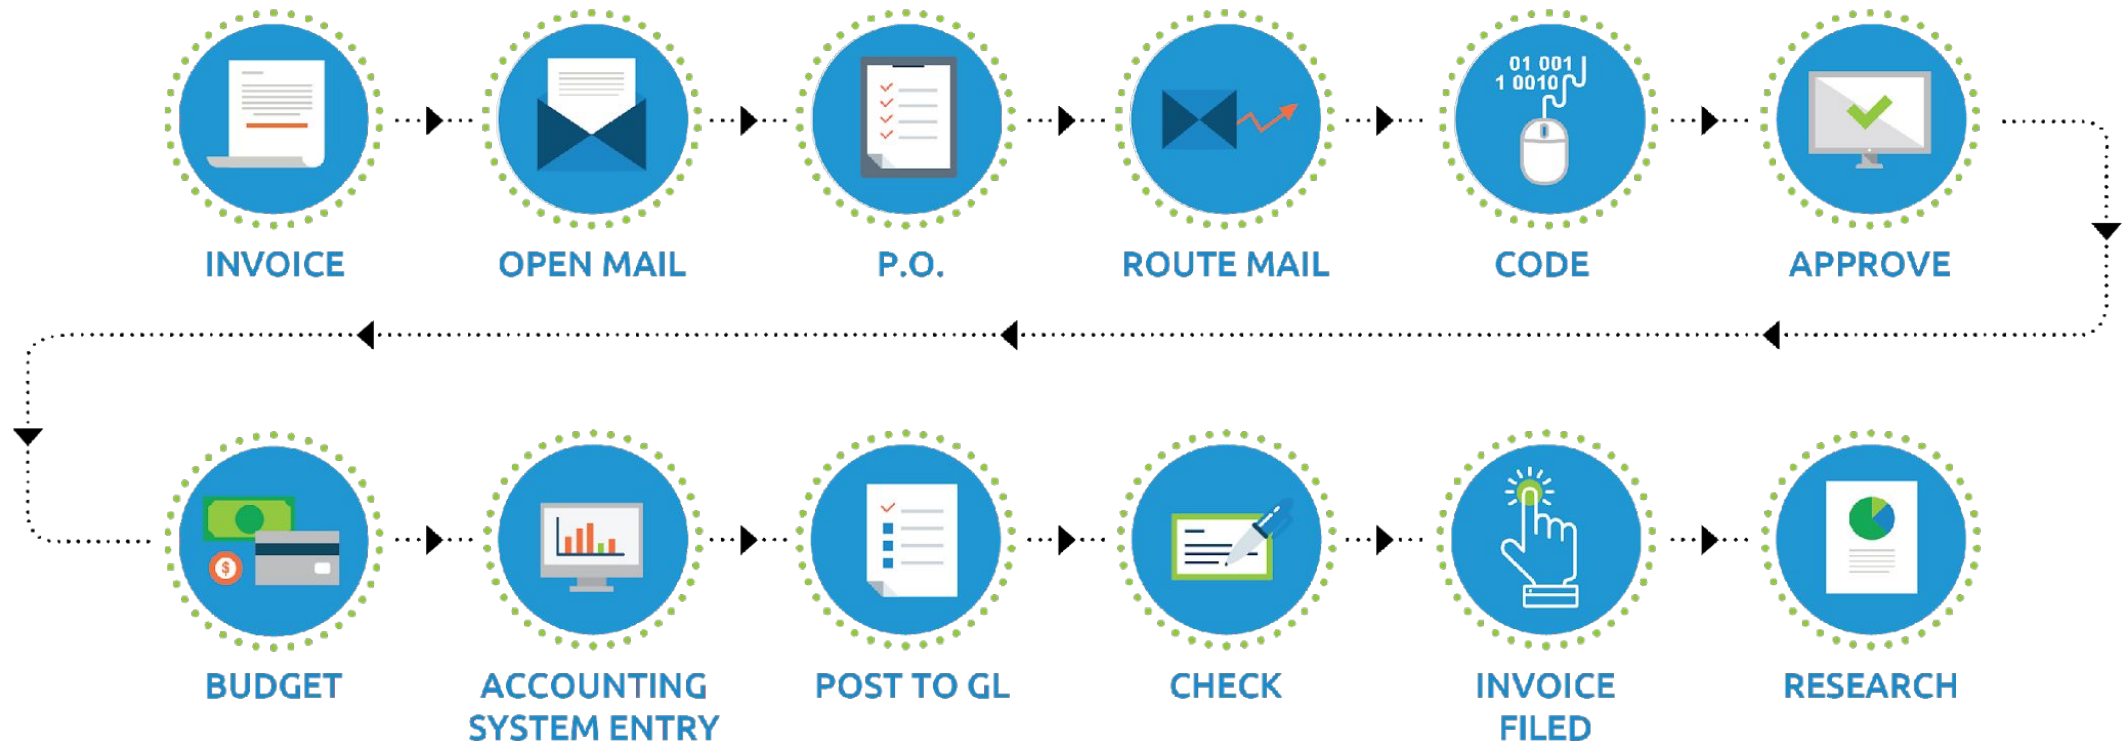 01 001
1 0010
INVOICE
OPEN MAIL
P.O.
ROUTE MAIL
CODE
APPROVE
$
BUDGET
ACCOUNTING
SYSTEM ENTRY
POST TO GL
CHECK
INVOICE
FILED
RESEARCH